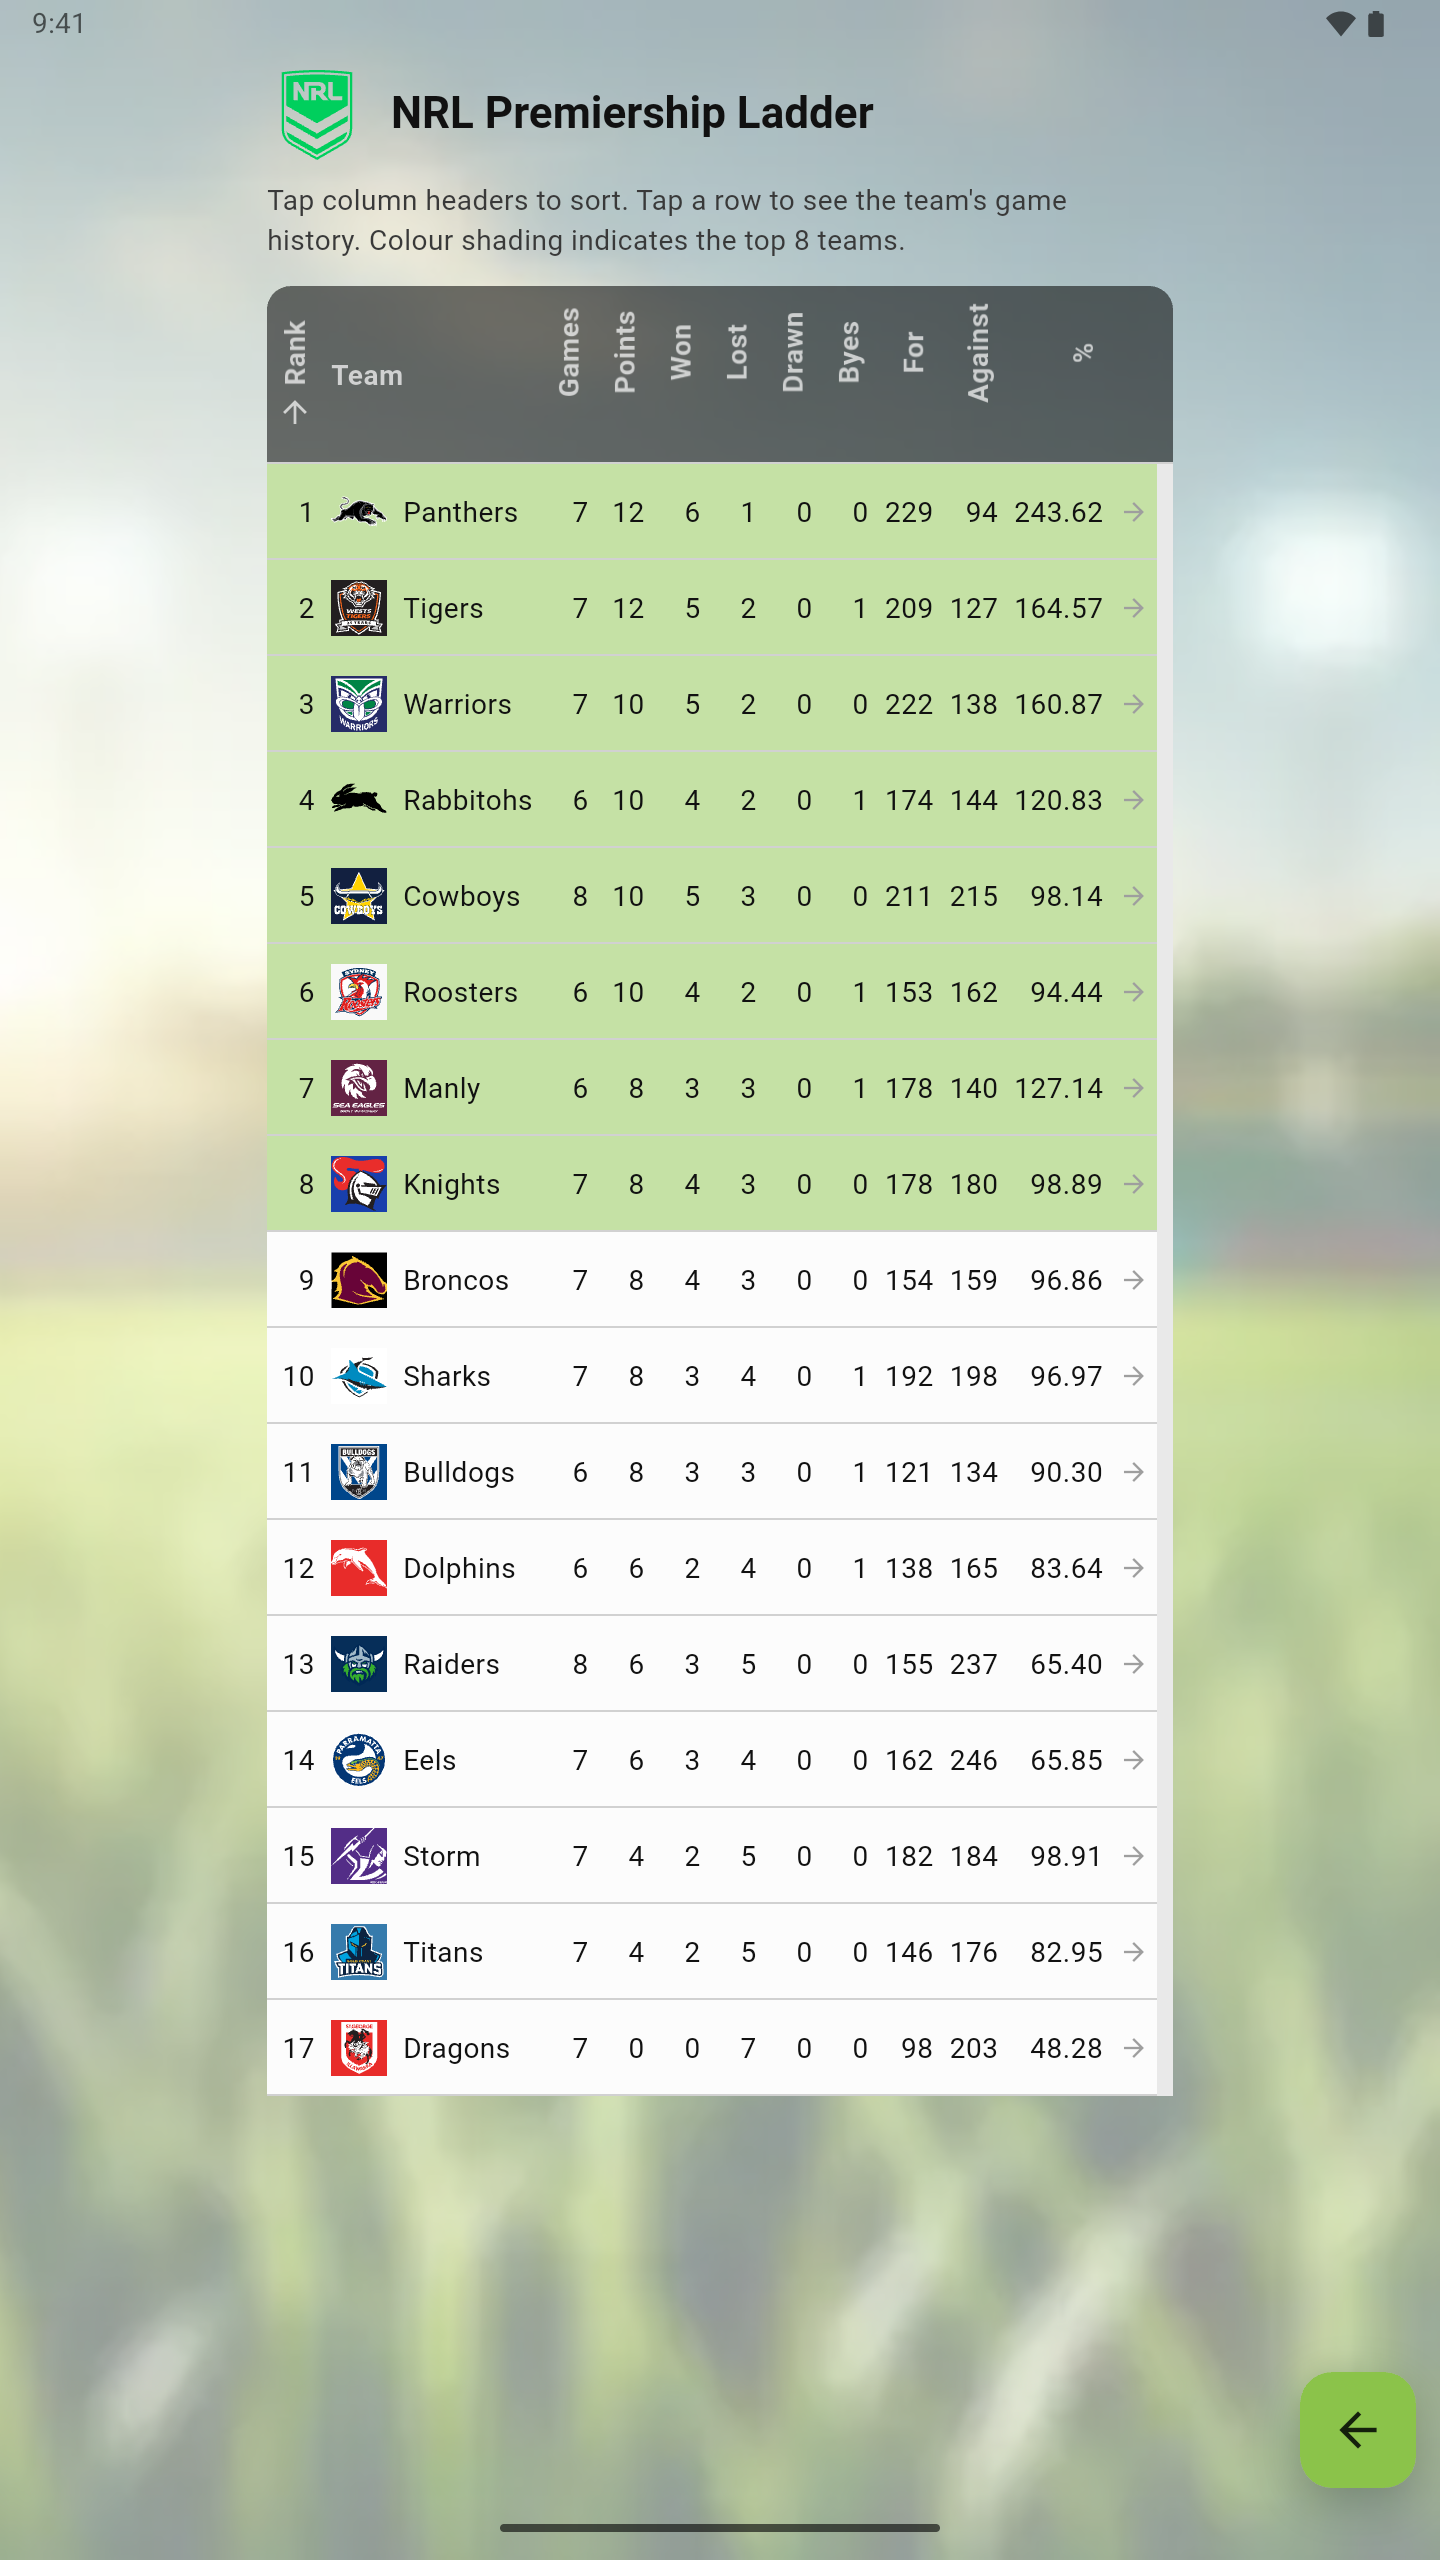 9:41
NRL
NRL Premiership Ladder
Tap column headers to sort. Tap a row to see the team's game
history. Colour shading indicates the top 8 teams.
Rank Team Games Points Won Lost Drawn Byes For Against %
1 Panthers 7 12 6 1 0 0 229 94 243.62
2 WESTS TIGERS Tigers 7 12 5 2 0 1 209 127 164.57
3 WARRIORS Warriors 7 10 5 2 0 0 222 138 160.87
4 Rabbitohs 6 10 4 2 0 1 174 144 120.83
5 COWBOYS Cowboys 8 10 5 3 0 0 211 215 98.14
6 SYDNEY Roosters Roosters 6 10 4 2 0 1 153 162 94.44
7 SEA EAGLES Manly 6 8 3 3 0 1 178 140 127.14
8 Knights 7 8 4 3 0 0 178 180 98.89
9 Broncos 7 8 4 3 0 0 154 159 96.86
10 Sharks 7 8 3 4 0 1 192 198 96.97
11 BULLDOGS Bulldogs 6 8 3 3 0 1 121 134 90.30
12 Dolphins 6 6 2 4 0 1 138 165 83.64
13 Raiders 8 6 3 5 0 0 155 237 65.40
14 PARRAMATTA EELS Eels 7 6 3 4 0 0 162 246 65.85
15 Storm 7 4 2 5 0 0 182 184 98.91
16 TITANS Titans 7 4 2 5 0 0 146 176 82.95
17 Dragons 7 0 0 7 0 0 98 203 48.28